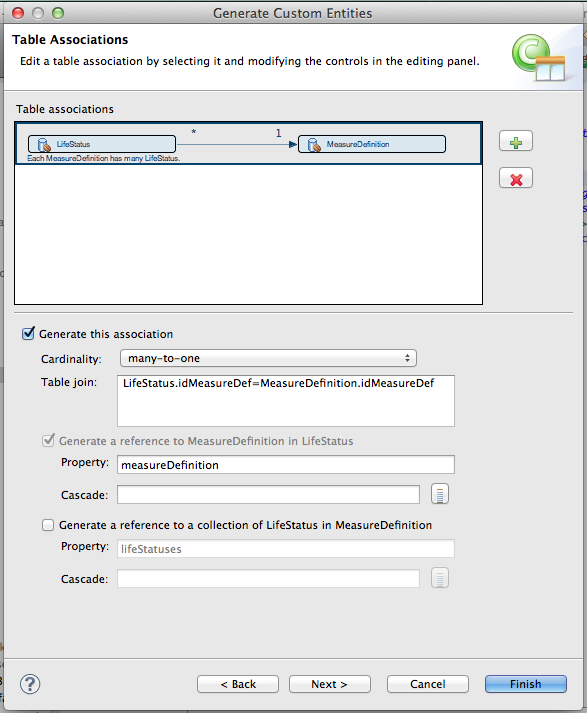 Generate Custom Entities
Table Associations
Edit a table association by selecting it and modifying the controls in the editing panel.
Table associations
LifeStatus
*
1
MeasureDefinition
Each MeasureDefinition has many LifeStatus.
Generate this association
Cardinality: many-to-one
Table join: LifeStatus.idMeasureDef=MeasureDefinition.idMeasureDef
Generate a reference to MeasureDefinition in LifeStatus
Property: measureDefinition
Cascade:
Generate a reference to a collection of LifeStatus in MeasureDefinition
Property: lifeStatuses
Cascade:
? < Back Next > Cancel Finish